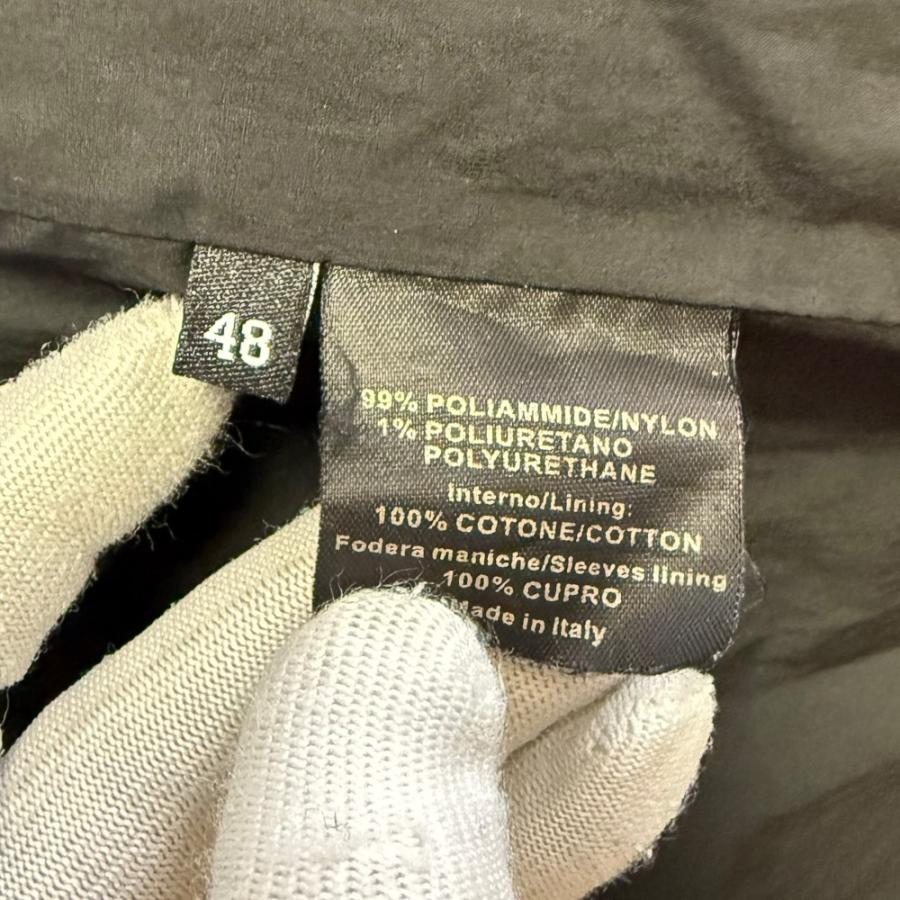 48
99% POLIAMMIDE/NYLON
1% POLIURETANO
POLYURETHANE
Interno/Lining:
100% COTONE/COTTON
Fodera maniche/Sleeves lining
100% CUPRO
Made in Italy